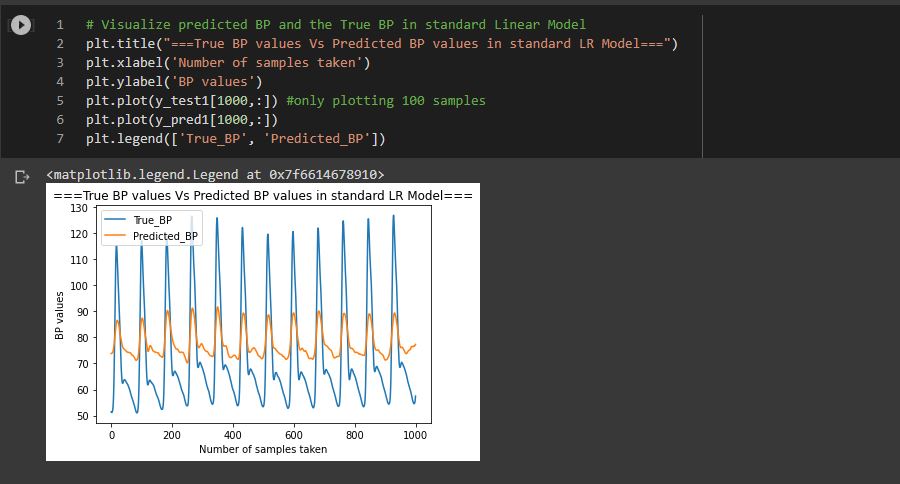 1 # Visualize predicted BP and the True BP in standard Linear Model
2 plt.title("===True BP values Vs Predicted BP values in standard LR Model===")
3 plt.xlabel('Number of samples taken')
4 plt.ylabel('BP values')
5 plt.plot(y_test1[1000,:]) #only plotting 100 samples
6 plt.plot(y_pred1[1000,:])
7 plt.legend(['True_BP', 'Predicted_BP'])
<matplotlib.legend.Legend at 0x7f6614678910>
===True BP values Vs Predicted BP values in standard LR Model===
True_BP
Predicted_BP
130
120
110
100
90
80
70
60
50
BP values
0 200 400 600 800 1000
Number of samples taken